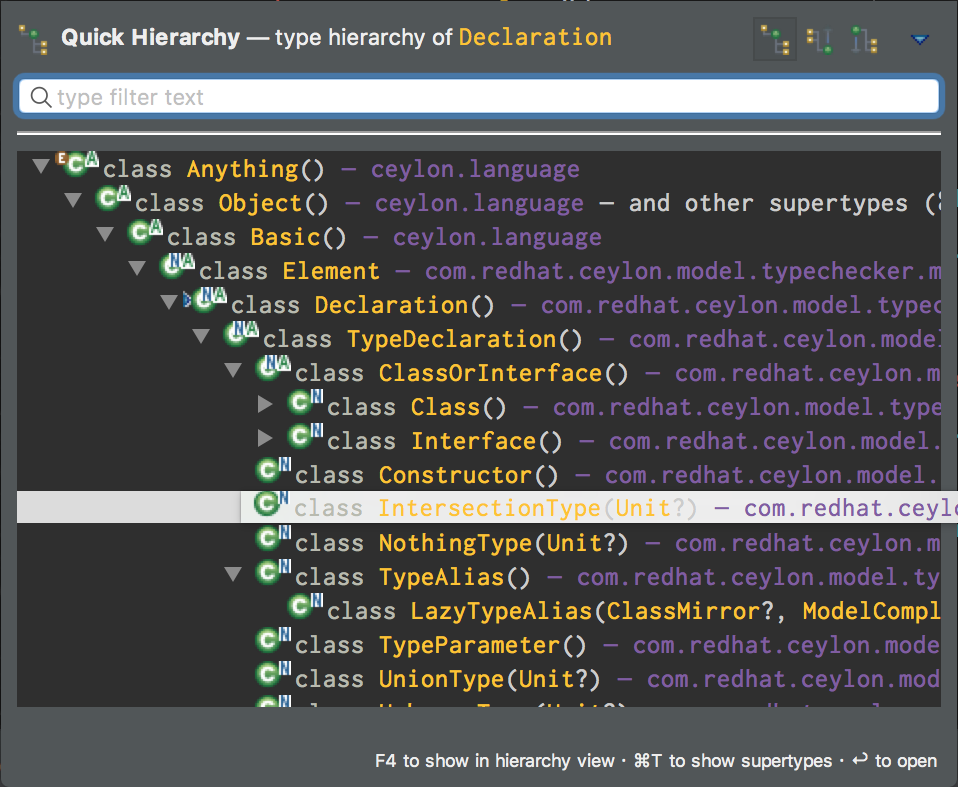 Quick Hierarchy — type hierarchy of Declaration
type filter text
class Anything() — ceylon.language
class Object() — ceylon.language — and other supertypes (
class Basic() — ceylon.language
class Element — com.redhat.ceylon.model.typechecker.m
class Declaration() — com.redhat.ceylon.model.typec
class TypeDeclaration() — com.redhat.ceylon.model.
class ClassOrInterface() — com.redhat.ceylon.m
class Class() — com.redhat.ceylon.model.type
class Interface() — com.redhat.ceylon.model.
class Constructor() — com.redhat.ceylon.model.
class IntersectionType(Unit?) — com.redhat.ceylo
class NothingType(Unit?) — com.redhat.ceylon.m
class TypeAlias() — com.redhat.ceylon.model.ty
class LazyTypeAlias(ClassMirror?, ModelCompl
class TypeParameter() — com.redhat.ceylon.mode
class UnionType(Unit?) — com.redhat.ceylon.mod
F4 to show in hierarchy view · ⌘T to show supertypes · ↩ to open